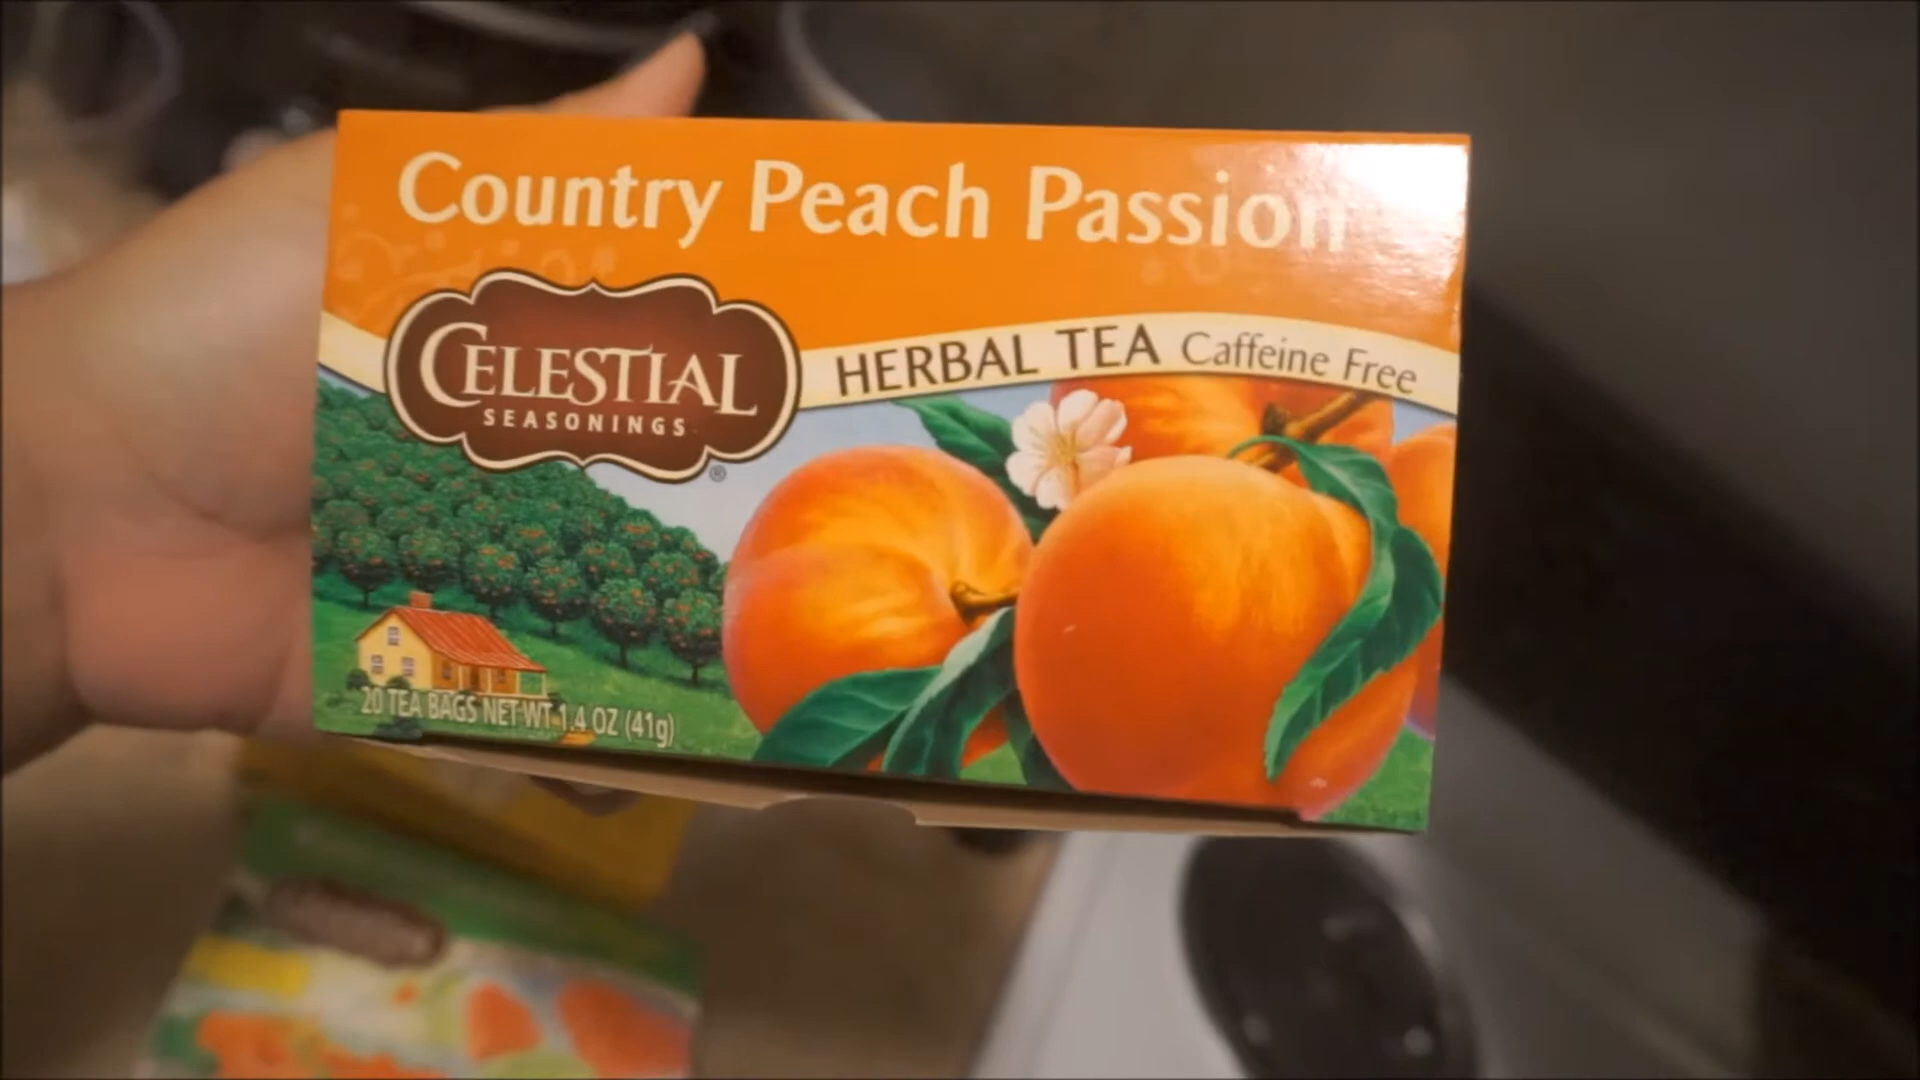 Country Peach Passion
CELESTIAL
SEASONINGS
®
HERBAL TEA Caffeine Free
20 TEA BAGS NET WT 1.4 OZ (41g)